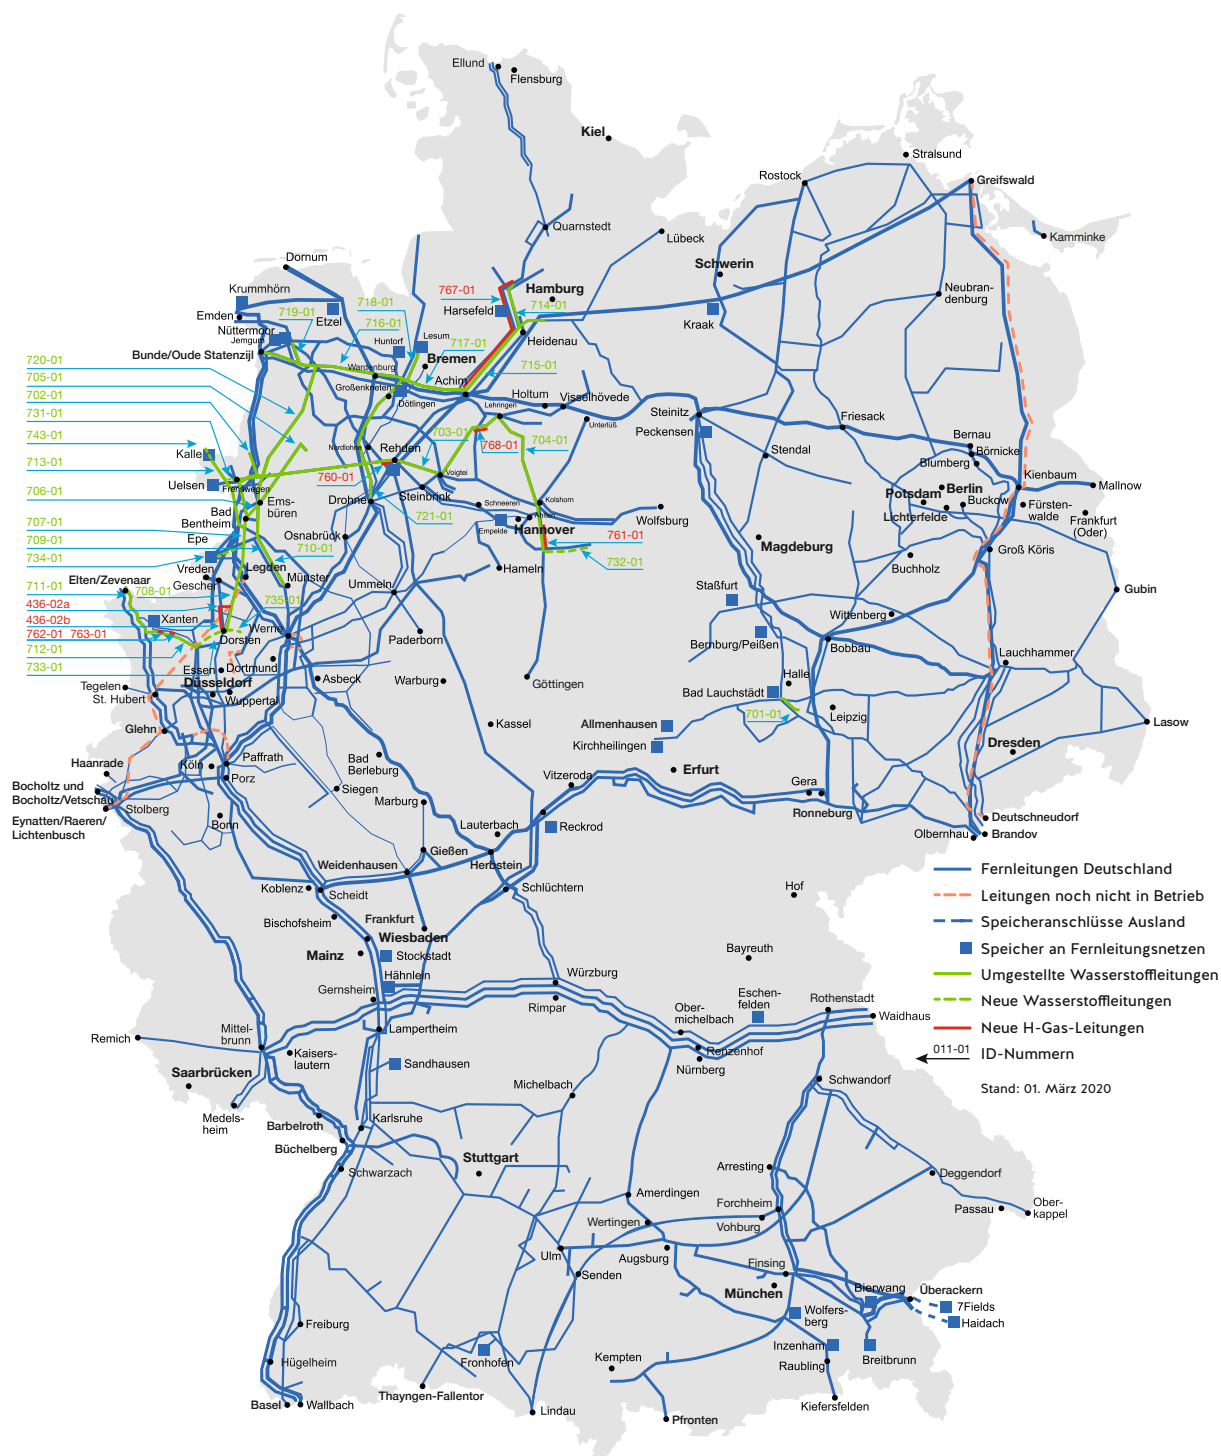 Ellund
Flensburg
Kiel
Stralsund
Rostock
Greifswald
Quarnstedt
Lübeck
Kamminke
Schwerin
Dornum
Krummhörn
767-01
Hamburg
Neubran-
denburg
718-01
714-01
719-01
Etzel
Harsefeld
Emden
716-01
Kraak
Nüttermoor
Jemgum
Huntorf
Lesum
Heidenau
717-01
Bunde/Oude Statenzijl
Bremen
720-01
Wardenburg
715-01
705-01
Großenkneten
Achim
702-01
Dötlingen
Holtum
Visselhövede
731-01
Lehringen
Steinitz
Friesack
743-01
Unterlüß
Peckensen
703-01
704-01
Bernau
Kalle
Nordlohne
Rehden
768-01
Börnicke
713-01
Stendal
Blumberg
760-01
Voigtei
Kienbaum
Uelsen
Frenswegen
Mallnow
706-01
Ems-
büren
Drohne
Steinbrink
Schneeren
Kolshorn
Potsdam
Berlin
Buckow
Bad
Bentheim
721-01
Ahlten
Wolfsburg
Lichterfelde
Fürsten-
walde
Frankfurt
(Oder)
707-01
Empelde
Hannover
Epe
709-01
Osnabrück
761-01
Magdeburg
734-01
710-01
732-01
Groß Köris
Vreden
Legden
Hameln
Buchholz
Elten/Zevenaar
Gescher
Münster
Ummeln
Staßfurt
Gubin
711-01
708-01
436-02a
735-01
Wittenberg
436-02b
Xanten
Werne
762-01
763-01
Dorsten
Paderborn
Bernburg/Peißen
Bobbau
712-01
733-01
Essen
Dortmund
Lauchhammer
Düsseldorf
Asbeck
Warburg
Göttingen
Halle
Tegelen
Bad Lauchstädt
St. Hubert
Wuppertal
701-01
Leipzig
Lasow
Glehn
Kassel
Allmenhausen
Kirchheilingen
Dresden
Haanrade
Köln
Paffrath
Bad
Berleburg
Erfurt
Porz
Vitzeroda
Gera
Bocholtz und
Bocholtz/Vetschau
Siegen
Marburg
Stolberg
Ronneburg
Eynatten/Raeren/
Lichtenbusch
Bonn
Lauterbach
Reckrod
Deutschneudorf
Olbernhau
Brandov
Gießen
Weidenhausen
Herbstein
Fernleitungen Deutschland
Koblenz
Scheidt
Schlüchtern
Hof
Leitungen noch nicht in Betrieb
Bischofsheim
Frankfurt
Speicheranschlüsse Ausland
Wiesbaden
Bayreuth
Speicher an Fernleitungsnetzen
Mainz
Stockstadt
Hähnlein
Würzburg
Umgestellte Wasserstoffleitungen
Gernsheim
Eschen-
felden
Rothenstadt
Neue Wasserstoffleitungen
Rimpar
Ober-
michelbach
Waidhaus
Neue H-Gas-Leitungen
Remich
Mittel-
brunn
Lampertheim
011-01
ID-Nummern
Kaisers-
lautern
Renzenhof
Nürnberg
Saarbrücken
Sandhausen
Schwandorf
Stand: 01. März 2020
Michelbach
Medels-
heim
Barbelroth
Karlsruhe
Büchelberg
Stuttgart
Schwarzach
Arresting
Deggendorf
Amerdingen
Forchheim
Passau
Ober-
kappel
Wertingen
Vohburg
Ulm
Augsburg
Finsing
Senden
München
Bierwang
Überackern
7Fields
Wolfers-
berg
Haidach
Freiburg
Inzenham
Hügelheim
Fronhofen
Kempten
Raubling
Breitbrunn
Thayngen-Fallentor
Basel
Wallbach
Lindau
Pfronten
Kiefersfelden